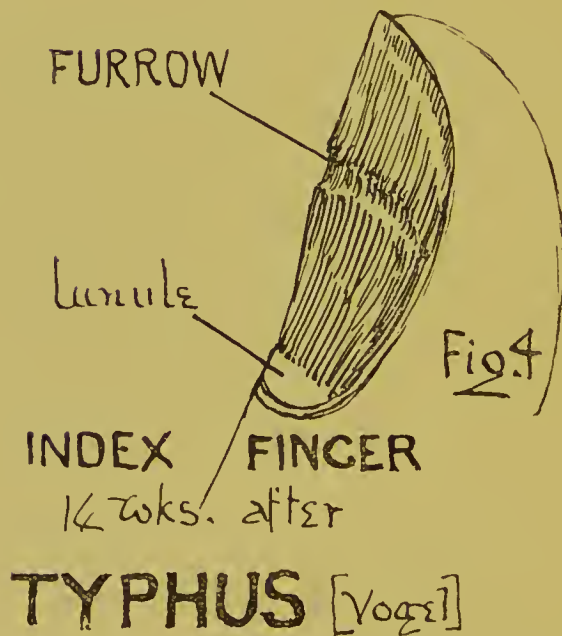 FURROW
Lunule
Fig. 4
INDEX FINGER
14 wks. after
TYPHUS [Vogel]